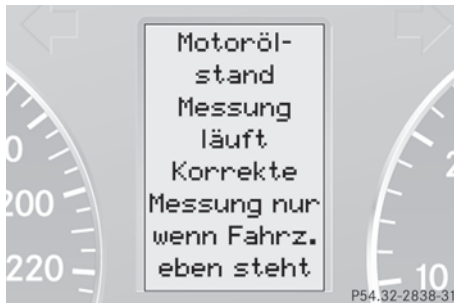 Motoröl-
stand
Messung
läuft
Korrekte
Messung nur
wenn Fahrz.
eben steht
200
220
10
P54.32-2838-31